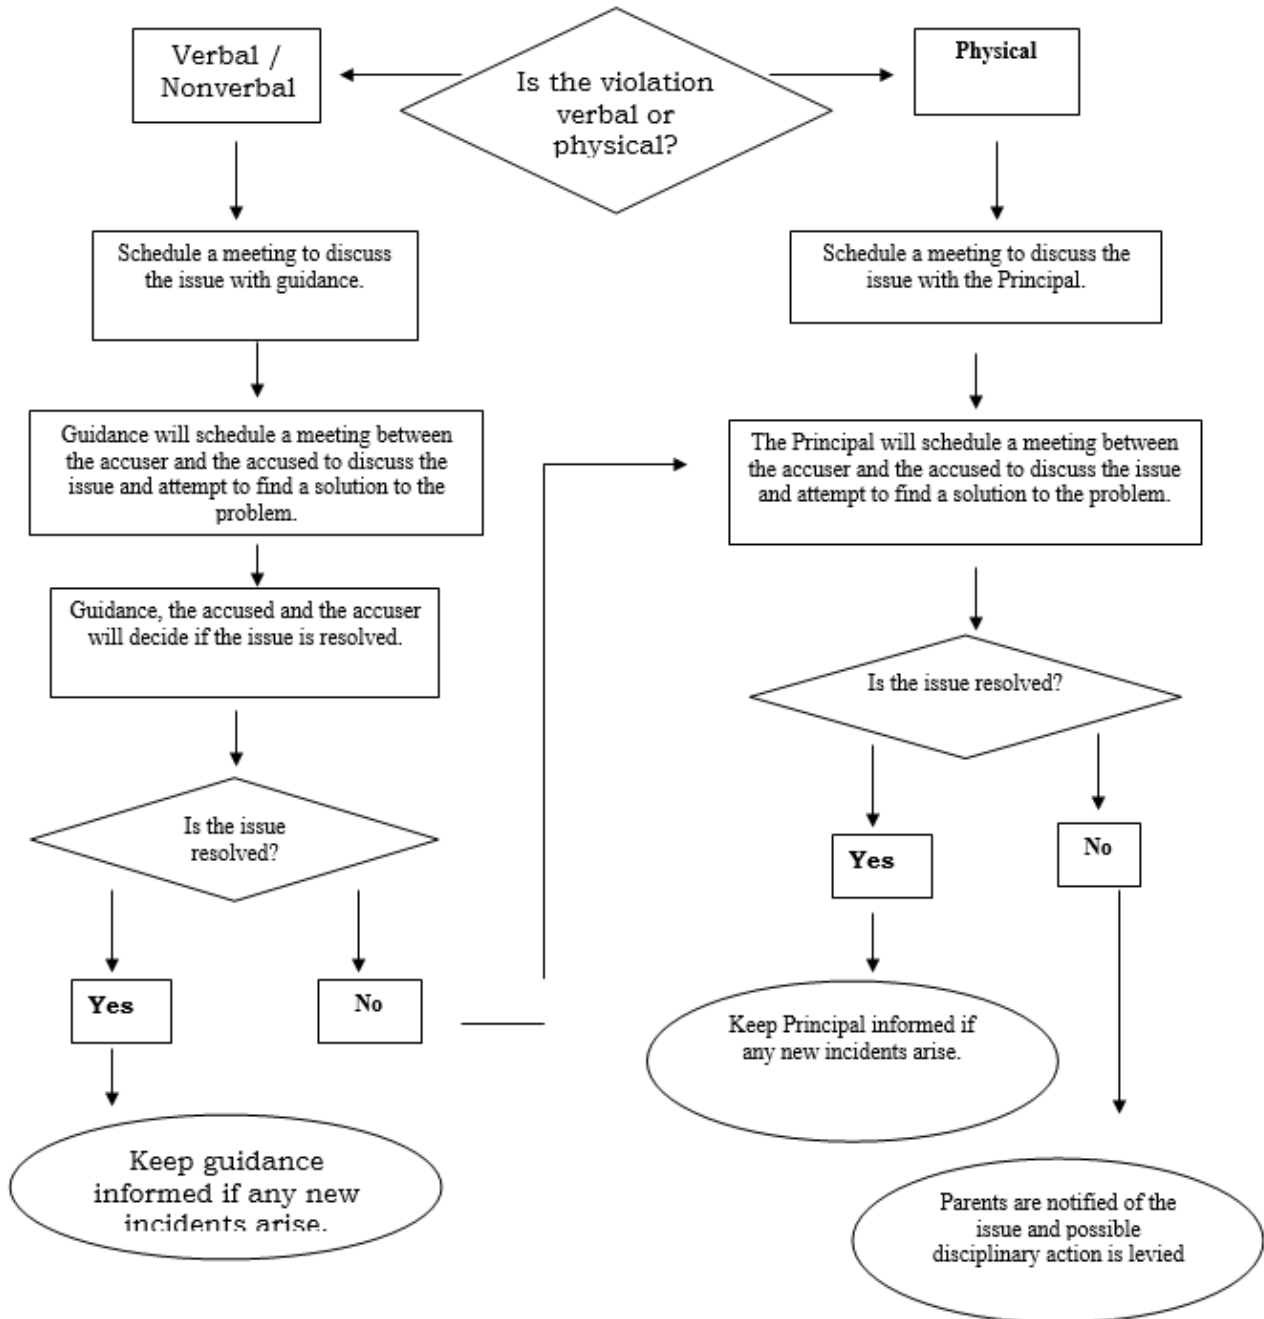 Is the violation
verbal or
physical?
Verbal /
Nonverbal
Schedule a meeting to discuss
the issue with guidance.
Guidance will schedule a meeting between
the accuser and the accused to discuss the
issue and attempt to find a solution to the
problem.
Guidance, the accused and the accuser
will decide if the issue is resolved.
Is the issue
resolved?
Yes
No
Keep guidance
informed if any new
incidents arise.
Physical
Schedule a meeting to discuss the
issue with the Principal.
The Principal will schedule a meeting between
the accuser and the accused to discuss the issue
and attempt to find a solution to the problem.
Is the issue resolved?
Yes
No
Keep Principal informed if
any new incidents arise.
Parents are notified of the
issue and possible
disciplinary action is levied